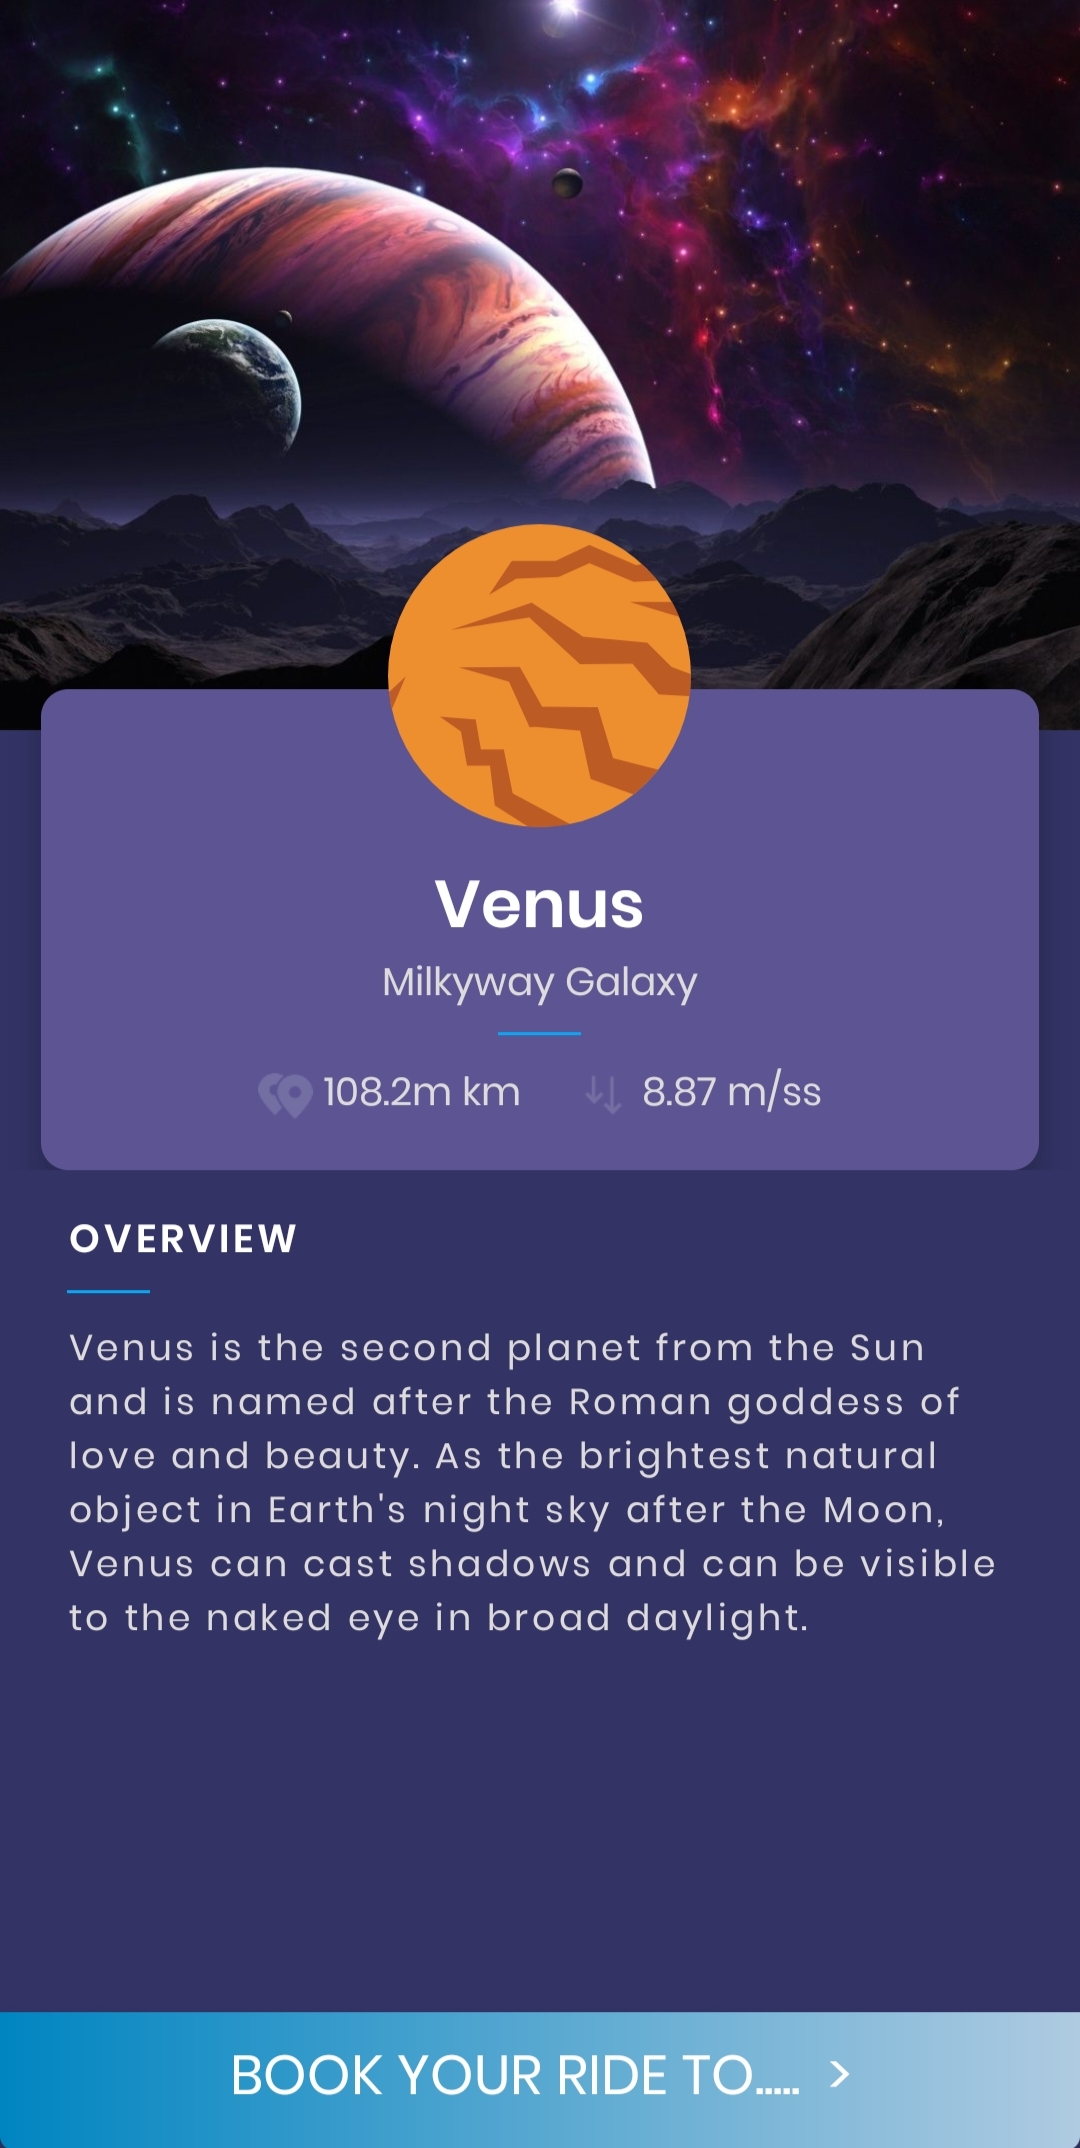 Venus
Milkyway Galaxy
108.2m km 8.87 m/ss
OVERVIEW
Venus is the second planet from the Sun
and is named after the Roman goddess of
love and beauty. As the brightest natural
object in Earth's night sky after the Moon,
Venus can cast shadows and can be visible
to the naked eye in broad daylight.
BOOK YOUR RIDE TO..... >